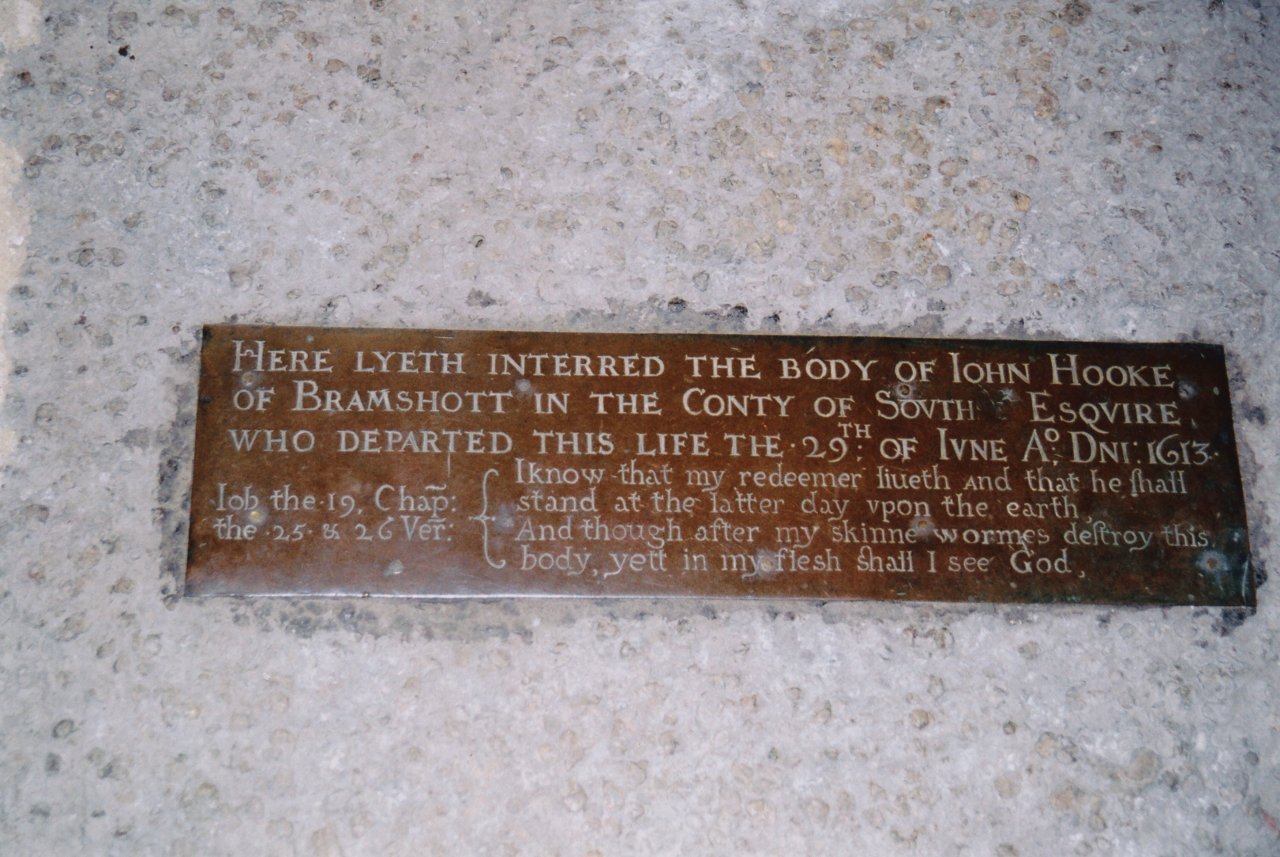 HERE LYETH INTERRED THE BODY OF IOHN HOOKE
OF BRAMSHOTT IN THE CONTY OF SOVTH ESQVIRE
WHO DEPARTED THIS LIFE THE ·29TH: OF IVNE Ao. DNI: 1613·
Iob the·19. Chap̃:
the ·25· & 26 Ver̃:
I know that my redeemer liueth and that he ſhall
stand at the latter day vpon the earth,
And though after my skinne wormes deſtroy this
body, yett in my flesh ſhall I see God,